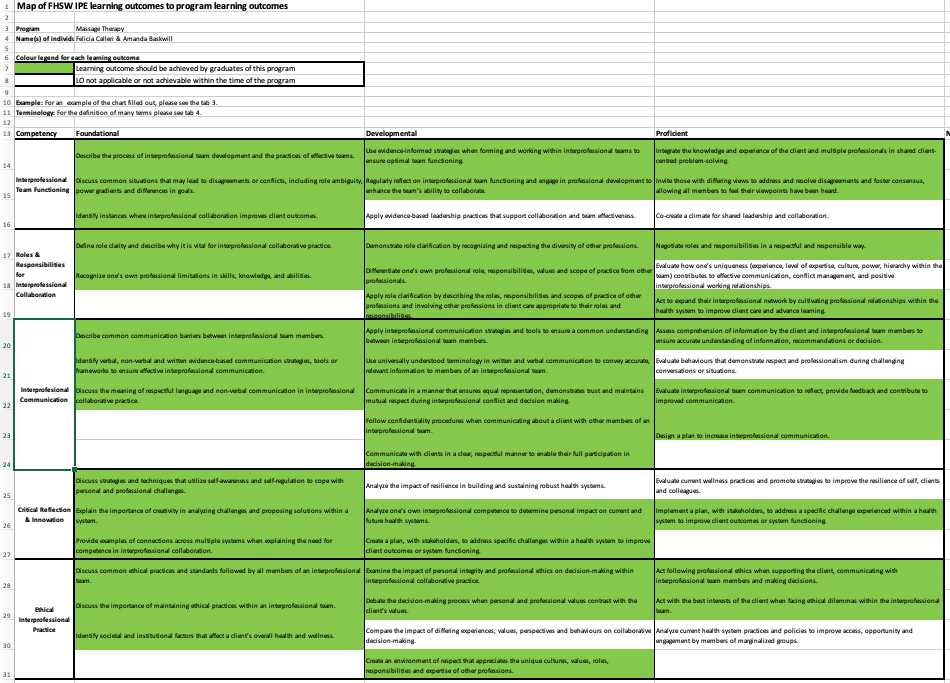 1 Map of FHSW IPE learning outcomes to program learning outcomes
2
3 Program Massage Therapy
4 Name(s) of individu Felicia Calleri & Amanda Baskwill
5
6 Colour legend for each learning outcome
7 Learning outcome should be achieved by graduates of this program
8 LO not applicable or not achievable within the time of the program
9
10 Example: For an example of the chart filled out, please see the tab 3.
11 Terminology: For the definition of many terms please see tab 4.
12
13 Competency Foundational Developmental Proficient N
Interprofessional
Team Functioning
14
Describe the process of interprofessional team development and the practices of effective teams.
Use evidence-informed strategies when forming and working within interprofessional teams to
ensure optimal team functioning.
Integrate the knowledge and experience of the client and multiple professionals in shared client-
centred problem-solving.
15
Discuss common situations that may lead to disagreements or conflicts, including role ambiguity,
power gradients and differences in goals.
Regularly reflect on interprofessional team functioning and engage in professional development to
enhance the team's ability to collaborate.
Invite those with differing views to address and resolve disagreements and foster consensus,
allowing all members to feel their viewpoints have been heard.
16
Identify instances where interprofessional collaboration improves client outcomes.
Apply evidence-based leadership practices that support collaboration and team effectiveness.
Co-create a climate for shared leadership and collaboration.
Roles &
Responsibilities
for
Interprofessional
Collaboration
17
Define role clarity and describe why it is vital for interprofessional collaborative practice.
Demonstrate role clarification by recognizing and respecting the diversity of other professions.
Negotiate roles and responsibilities in a respectful and responsible way.
18
Recognize one's own professional limitations in skills, knowledge, and abilities.
Differentiate one's own professional role, responsibilities, values and scope of practice from other
professionals.
Evaluate how one's uniqueness (experience, level of expertise, culture, power, hierarchy within the
team) contributes to effective communication, conflict management, and positive
interprofessional working relationships.
19
Apply role clarification by describing the roles, responsibilities and scopes of practice of other
professions and involving other professions in client care appropriate to their roles and
responsibilities.
Act to expand their interprofessional network by cultivating professional relationships within the
health system to improve client care and advance learning.
Interprofesional
Communication
20
Describe common communication barriers between interprofessional team members.
Apply interprofessional communication strategies and tools to ensure a common understanding
between interprofessional team members.
Assess comprehension of information by the client and interprofessional team members to
ensure accurate understanding of information, recommendations or decision.
21
Identify verbal, non-verbal and written evidence-based communication strategies, tools or
frameworks to ensure effective interprofessional communication.
Use universally understood terminology in written and verbal communication to convey accurate,
relevant information to members of an interprofessional team.
Evaluate behaviours that demonstrate respect and professionalism during challenging
conversations or situations.
22
Discuss the meaning of respectful language and non-verbal communication in interprofessional
collaborative practice.
Communicate in a manner that ensures equal representation, demonstrates trust and maintains
mutual respect during interprofessional conflict and decision making.
Evaluate interprofessional team communication to reflect, provide feedback and contribute to
improved communication.
23
Follow confidentiality procedures when communicating about a client with other members of an
interprofessional team.
Design a plan to increase interprofessional communication.
24
Communicate with clients in a clear, respectful manner to enable their full participation in
decision-making.
Critical Reflection
& Innovation
25
Discuss strategies and techniques that utilize self-awareness and self-regulation to cope with
personal and professional challenges.
Analyze the impact of resilience in building and sustaining robust health systems.
Evaluate current wellness practices and promote strategies to improve the resilience of self, clients
and colleagues.
26
Explain the importance of creativity in analyzing challenges and proposing solutions within a
system.
Analyze one's own interprofessional competence to determine personal impact on current and
future health systems.
Implement a plan, with stakeholders, to address a specific challenge experienced within a health
system to improve client outcomes or system functioning.
27
Provide examples of connections across multiple systems when explaining the need for
competence in interprofessional collaboration.
Create a plan, with stakeholders, to address specific challenges within a health system to improve
client outcomes or system functioning.
Ethical
Interprofessional
Practice
28
Discuss common ethical practices and standards followed by all members of an interprofessional
team.
Examine the impact of personal integrity and professional ethics on decision-making within
interprofessional collaborative practice.
Act following professional ethics when supporting the client, communicating with
interprofessional team members and making decisions.
29
Discuss the importance of maintaining ethical practices within an interprofessional team.
Debate the decision-making process when personal and professional values contrast with the
client's values.
Act with the best interests of the client when facing ethical dilemmas within the interprofessional
team.
30
Identify societal and institutional factors that affect a client's overall health and wellness.
Compare the impact of differing experiences, values, perspectives and behaviours on collaborative
decision-making.
Analyze current health system practices and policies to improve access, opportunity and
engagement by members of marginalized groups.
31
Create an environment of respect that appreciates the unique cultures, values, roles,
responsibilities and expertise of other professions.